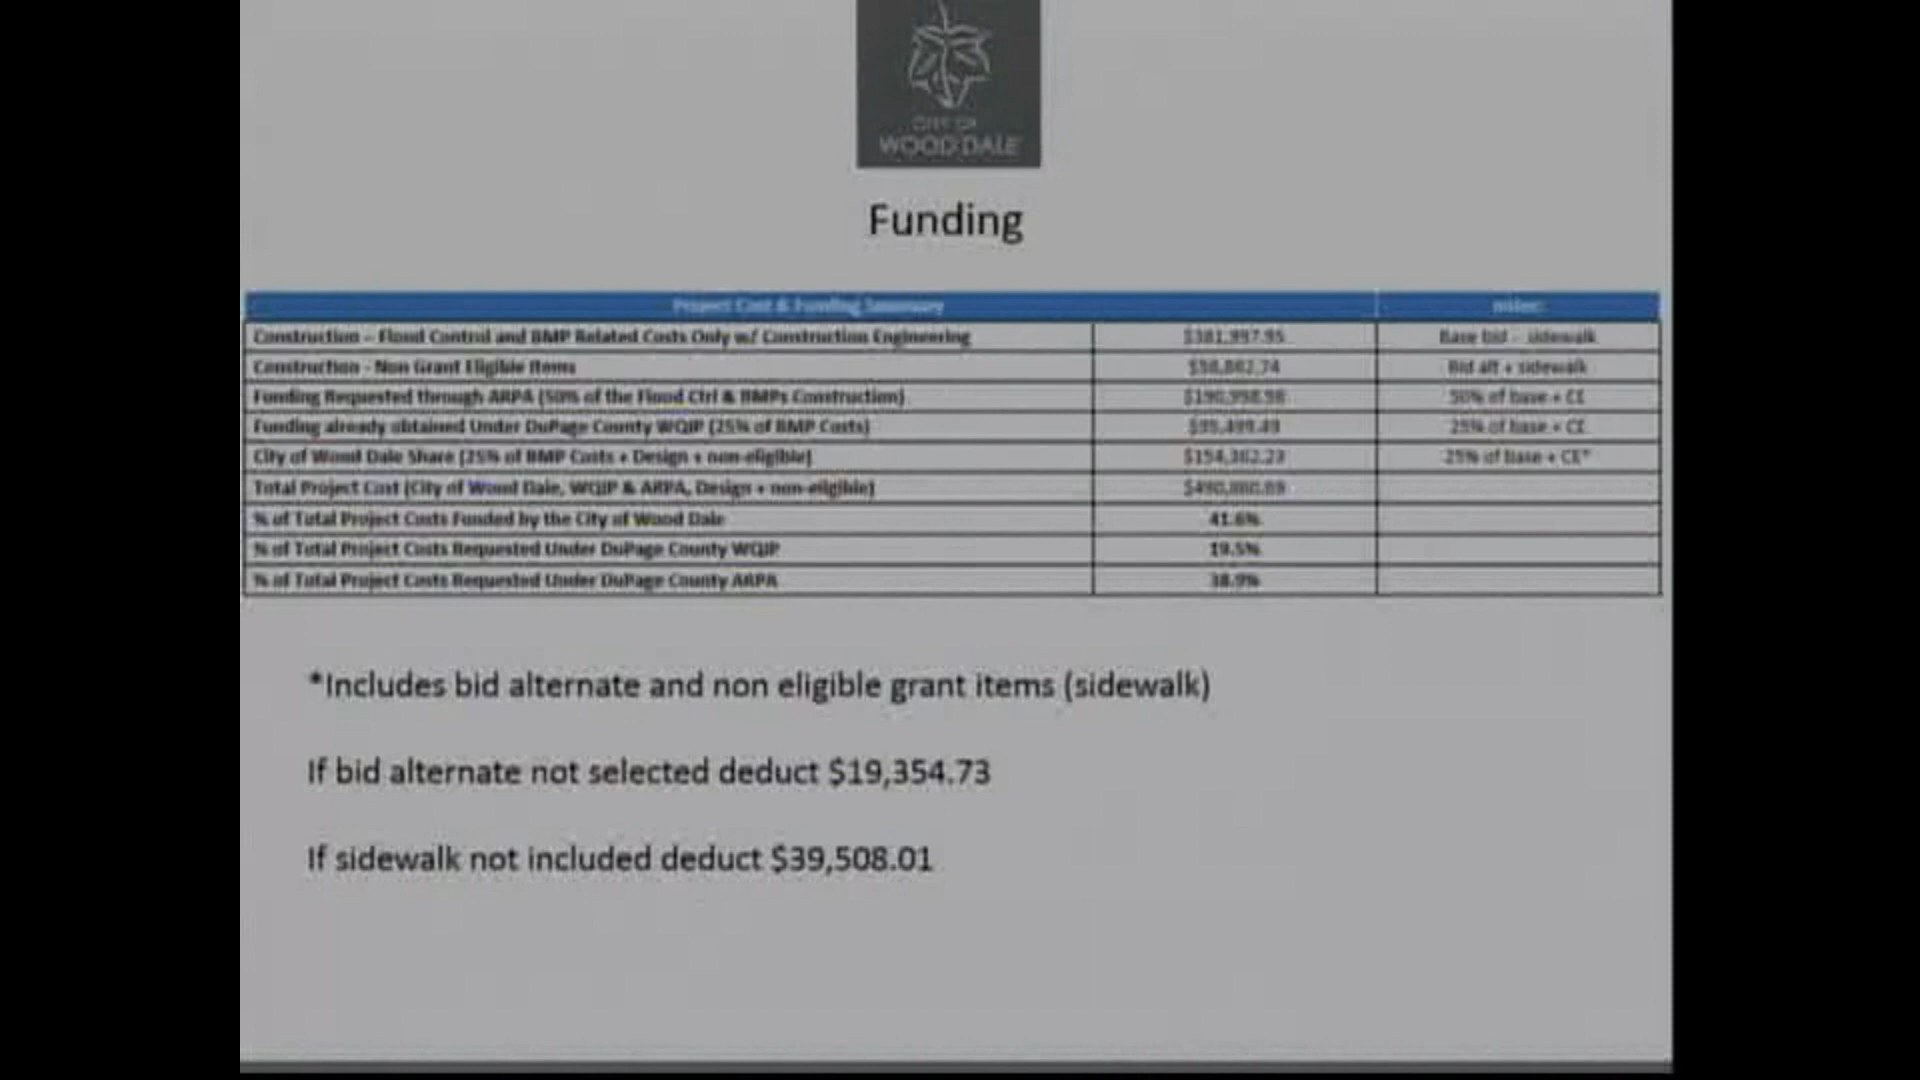 CITY OF
WOOD DALE
Funding
Project Cost & Funding Summary notes:
Construction – Flood Control and BMP Related Costs Only w/ Construction Engineering $381,997.95 Base bid - sidewalk
Construction - Non Grant Eligible Items Bid alt + sidewalk
Funding Requested through ARPA (50% of the Flood Ctrl & BMPs Construction) $190,998.98 50% of base + CE
Funding already obtained Under DuPage County WQIP (25% of BMP Costs) $95,499.49 25% of base + CE
City of Wood Dale Share (25% of BMP Costs + Design + non-eligible) 25% of base + CE*
Total Project Cost (City of Wood Dale, WQIP & ARPA, Design + non-eligible)
% of Total Project Costs Funded by the City of Wood Dale 41.6%
% of Total Project Costs Requested Under DuPage County WQIP 19.5%
% of Total Project Costs Requested Under DuPage County ARPA 38.9%
*Includes bid alternate and non eligible grant items (sidewalk)
If bid alternate not selected deduct $19,354.73
If sidewalk not included deduct $39,508.01